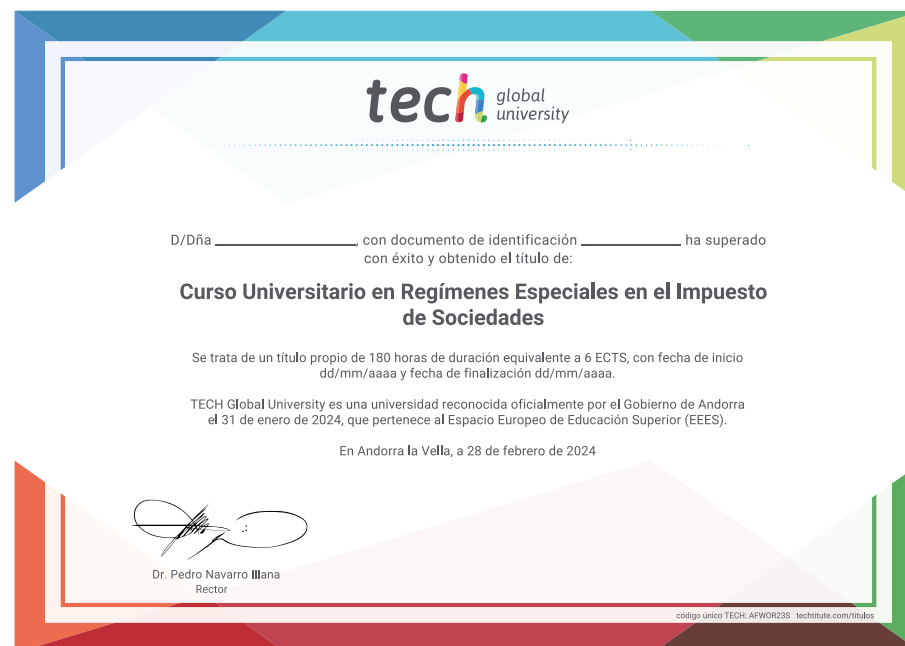 tech global
university
D/Dña ____________, con documento de identificación ____________ ha superado
con éxito y obtenido el título de:
Curso Universitario en Regímenes Especiales en el Impuesto
de Sociedades
Se trata de un título propio de 180 horas de duración equivalente a 6 ECTS, con fecha de inicio
dd/mm/aaaa y fecha de finalización dd/mm/aaaa.
TECH Global University es una universidad reconocida oficialmente por el Gobierno de Andorra
el 31 de enero de 2024, que pertenece al Espacio Europeo de Educación Superior (EEES).
En Andorra la Vella, a 28 de febrero de 2024
Dr. Pedro Navarro Illana
Rector
código único TECH: AFWOR23S techtitute.com/titulos